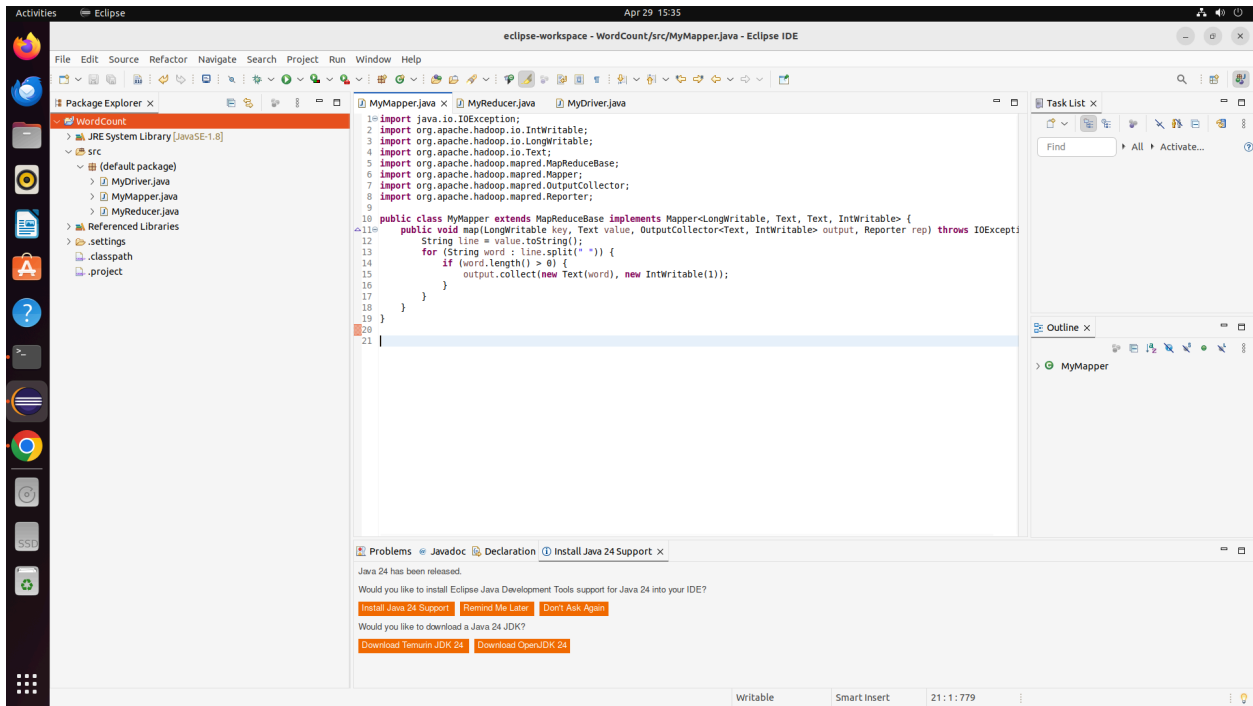 Activities Eclipse Apr 29 15:35
eclipse-workspace - WordCount/src/MyMapper.java - Eclipse IDE
File Edit Source Refactor Navigate Search Project Run Window Help
Package Explorer
WordCount
JRE System Library [JavaSE-1.8]
src
(default package)
MyDriver.java
MyMapper.java
MyReducer.java
Referenced Libraries
.settings
.classpath
.project
MyMapper.java MyReducer.java MyDriver.java
1 import java.io.IOException;
2 import org.apache.hadoop.io.IntWritable;
3 import org.apache.hadoop.io.LongWritable;
4 import org.apache.hadoop.io.Text;
5 import org.apache.hadoop.mapred.MapReduceBase;
6 import org.apache.hadoop.mapred.Mapper;
7 import org.apache.hadoop.mapred.OutputCollector;
8 import org.apache.hadoop.mapred.Reporter;
9
10 public class MyMapper extends MapReduceBase implements Mapper<LongWritable, Text, Text, IntWritable> {
11 public void map(LongWritable key, Text value, OutputCollector<Text, IntWritable> output, Reporter rep) throws IOExcepti
12 String line = value.toString();
13 for (String word : line.split(" ")) {
14 if (word.length() > 0) {
15 output.collect(new Text(word), new IntWritable(1));
16 }
17 }
18 }
19 }
20
21
Task List
Find All Activate...
Outline
MyMapper
Problems Javadoc Declaration Install Java 24 Support
Java 24 has been released.
Would you like to install Eclipse Java Development Tools support for Java 24 into your IDE?
Install Java 24 Support Remind Me Later Don't Ask Again
Would you like to download a Java 24 JDK?
Download Temurin JDK 24 Download OpenJDK 24
Writable Smart Insert 21 : 1 : 779
SSD